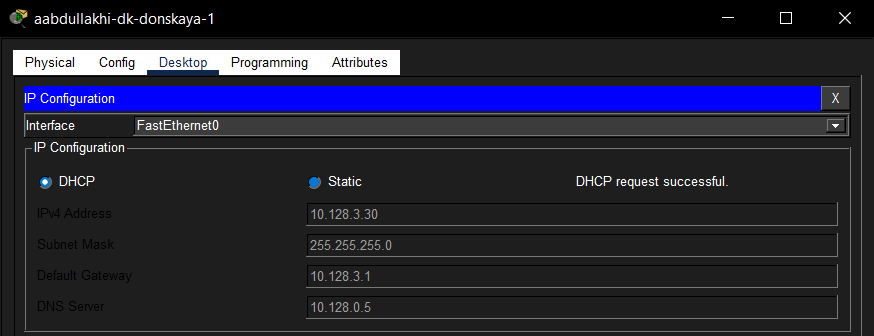 aabdullakhi-dk-donskaya-1
Physical Config Desktop Programming Attributes
IP Configuration X
Interface FastEthernet0
IP Configuration
DHCP Static DHCP request successful.
IPv4 Address 10.128.3.30
Subnet Mask 255.255.255.0
Default Gateway 10.128.3.1
DNS Server 10.128.0.5